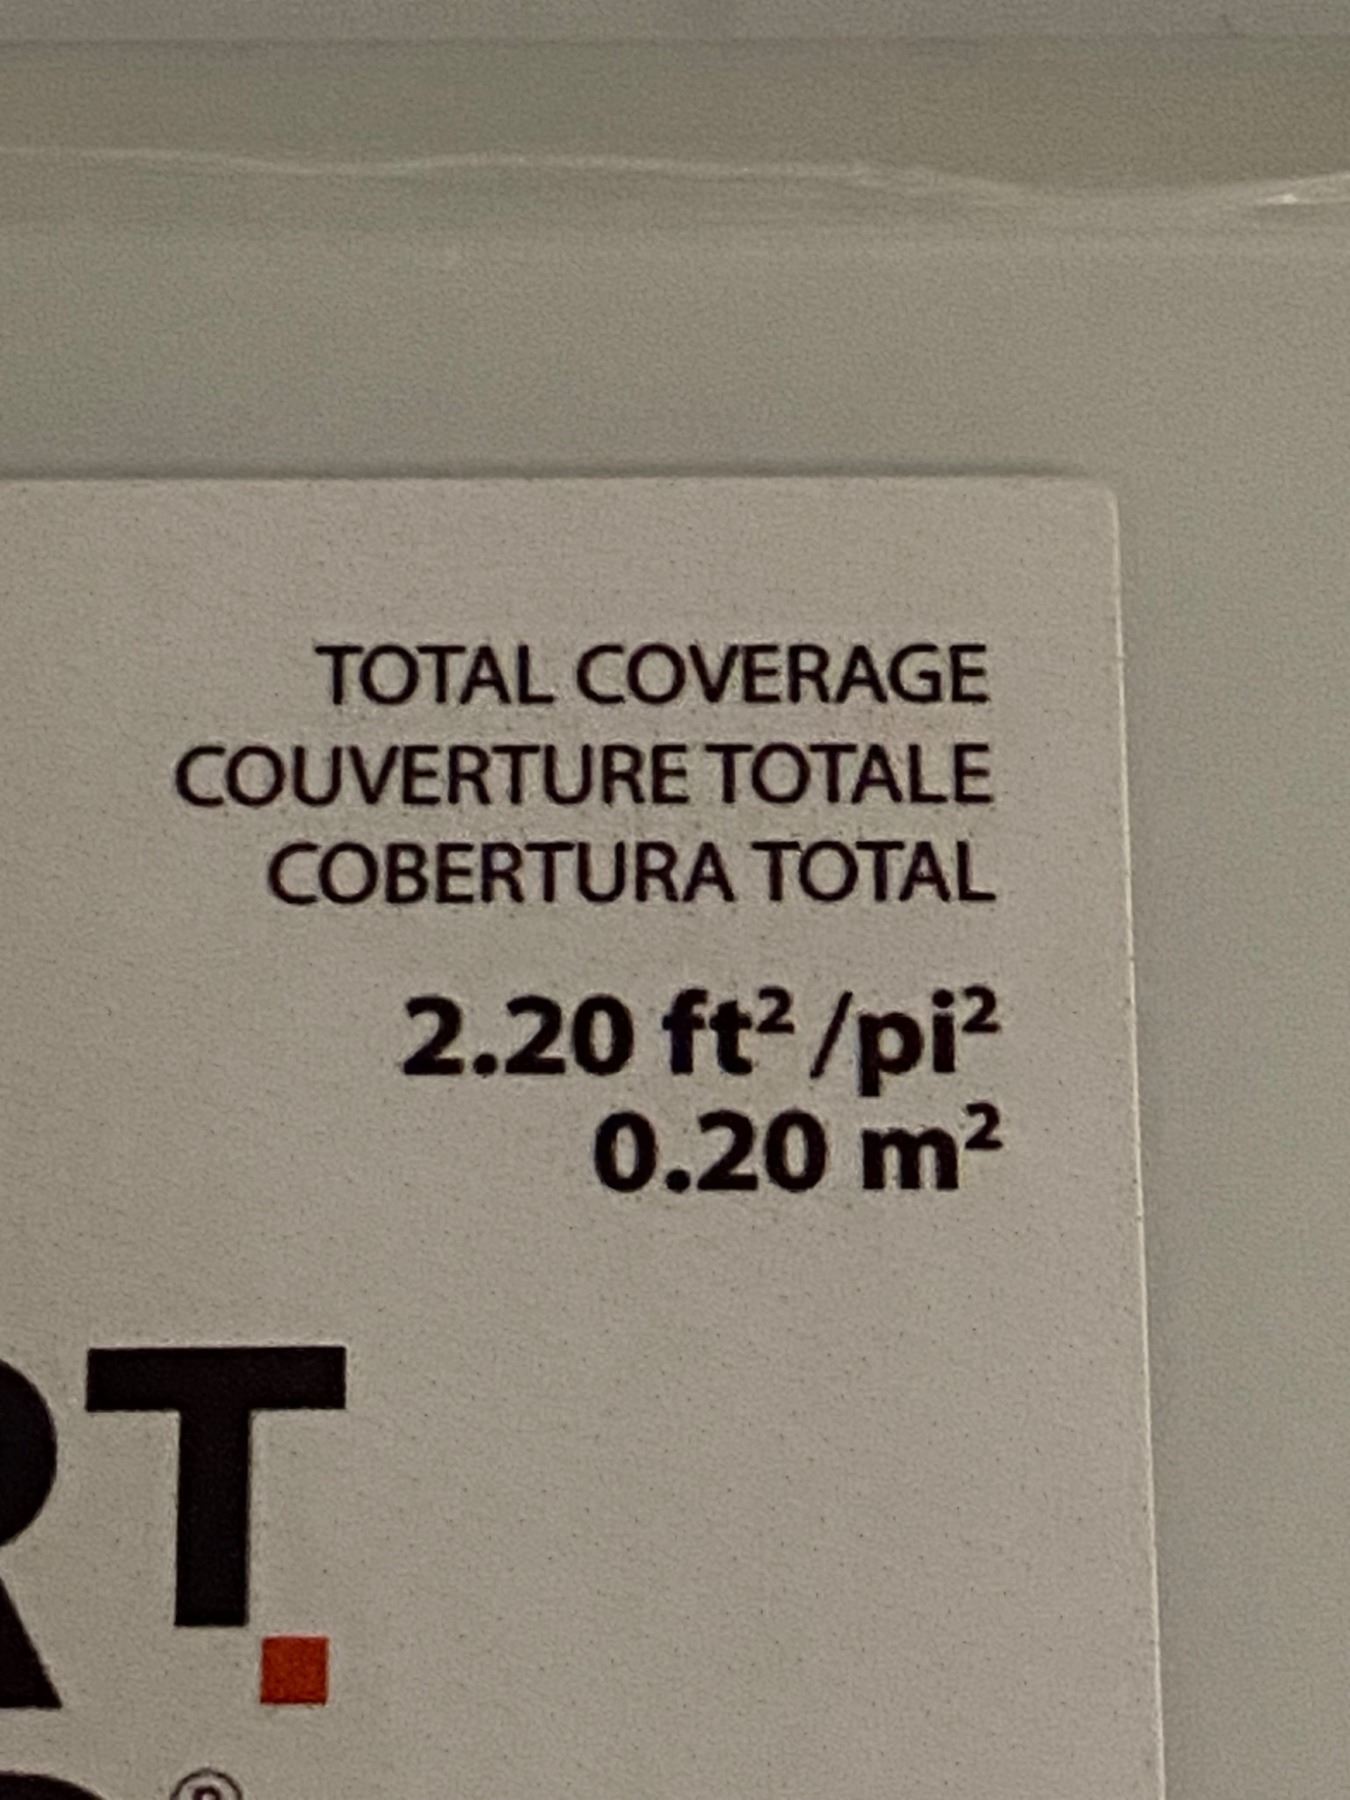 TOTAL COVERAGE
COUVERTURE TOTALE
COBERTURA TOTAL
2.20 ft² /pi²
0.20 m²
RT
®